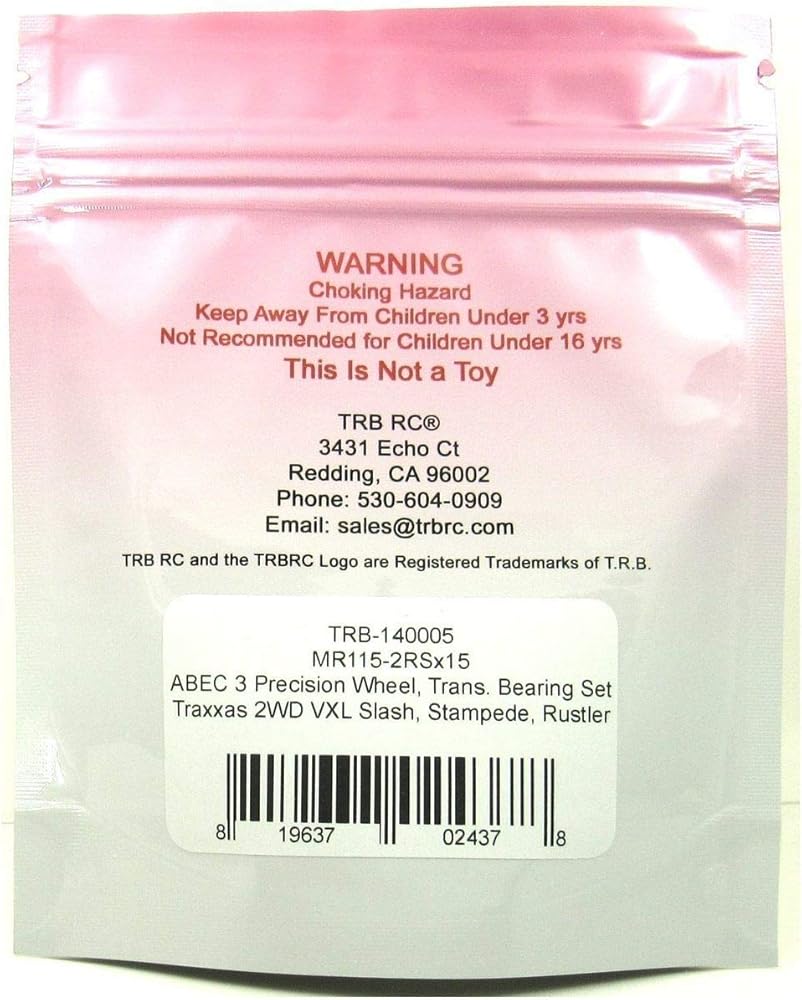 WARNING
Choking Hazard
Keep Away From Children Under 3 yrs
Not Recommended for Children Under 16 yrs
This Is Not a Toy
TRB RC®
3431 Echo Ct
Redding, CA 96002
Phone: 530-604-0909
Email: sales@trbrc.com
TRB RC and the TRBRC Logo are Registered Trademarks of T.R.B.
TRB-140005
MR115-2RSx15
ABEC 3 Precision Wheel, Trans. Bearing Set
Traxxas 2WD VXL Slash, Stampede, Rustler
8 19637 02437 8